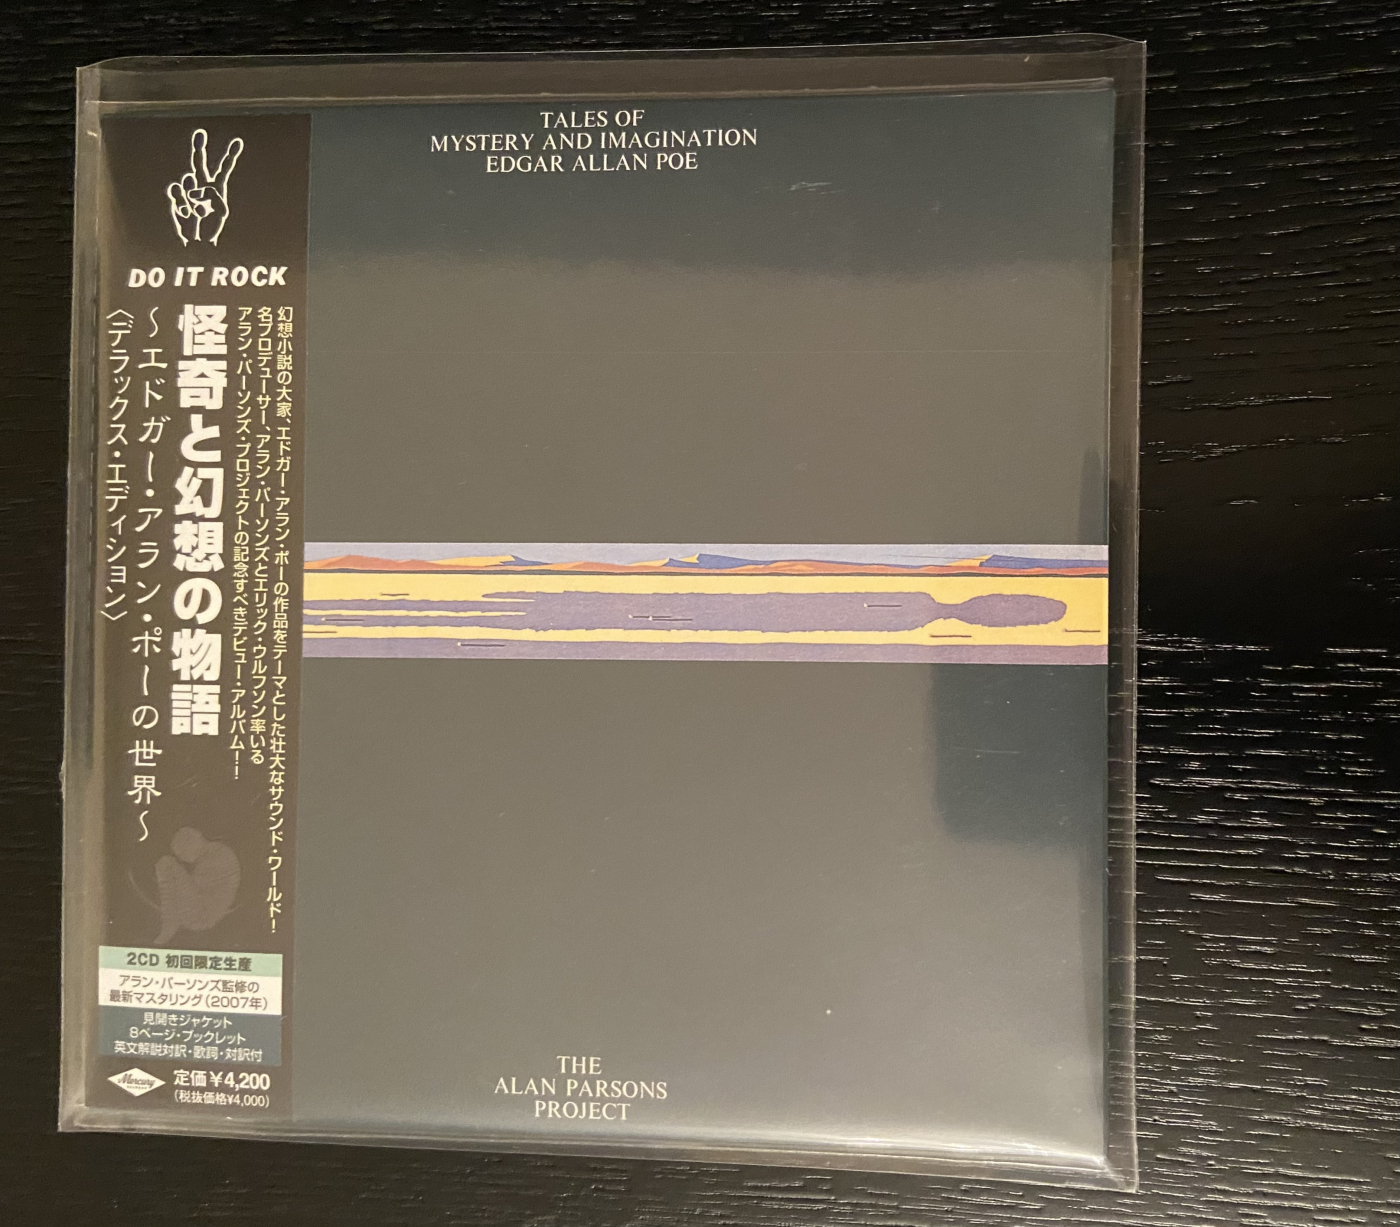 DO IT ROCK
幻想小説の大家、エドガー・アラン・ポーの作品をテーマとした壮大なサウンド・ワールド!
名プロデューサー、アラン・パーソンズとエリック・ウルフソン率いる
アラン・パーソンズ・プロジェクトの記念すべきデビュー・アルバム!!
怪奇と幻想の物語
〜エドガー・アラン・ポーの世界〜
〈デラックス・エディション〉
2CD 初回限定生産
アラン・パーソンズ監修の
最新マスタリング(2007年)
見開きジャケット
8ページ・ブックレット
英文解説対訳・歌詞・対訳付
Mercury
定価¥4,200
(税抜価格¥4,000)
TALES OF
MYSTERY AND IMAGINATION
EDGAR ALLAN POE
THE
ALAN PARSONS
PROJECT